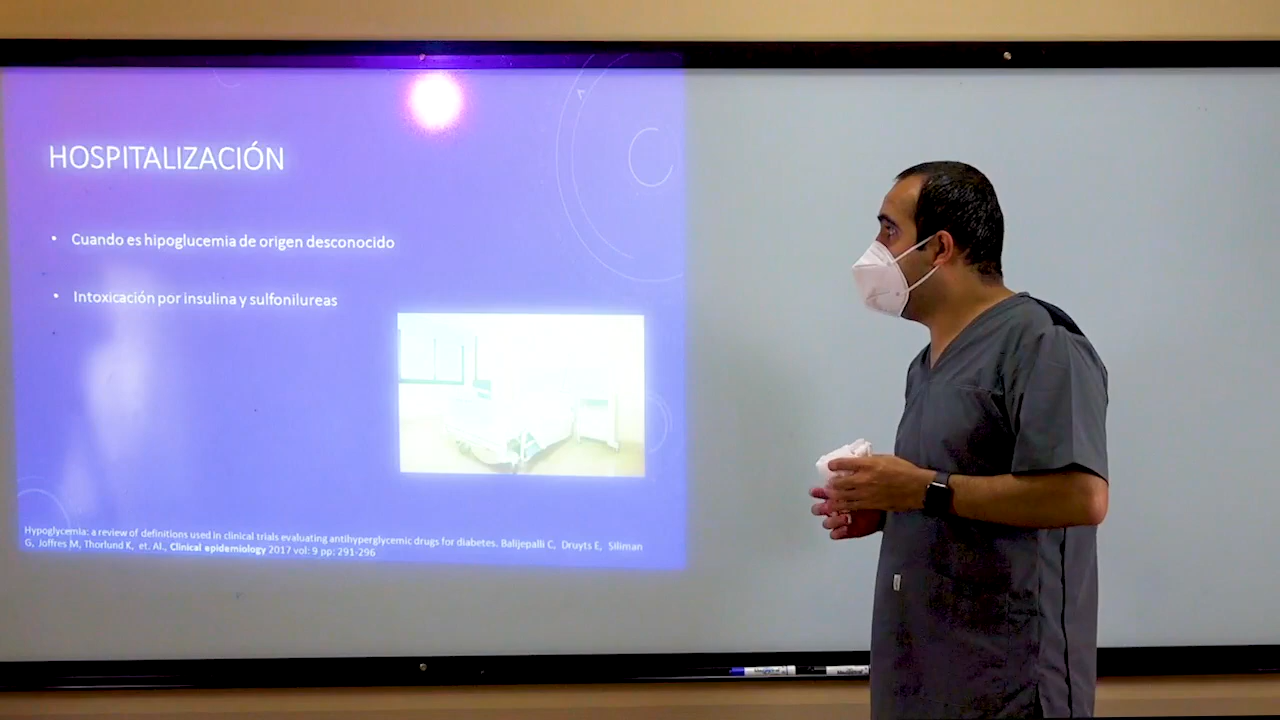 HOSPITALIZACIÓN
• Cuando es hipoglucemia de origen desconocido
• Intoxicación por insulina y sulfonilureas
Hypoglycemia: a review of definitions used in clinical trials evaluating antihyperglycemic drugs for diabetes. Balijepalli C, Druyts E, Siliman
G, Joffres M, Thorlund K, et. Al., Clinical epidemiology 2017 vol: 9 pp: 291-296